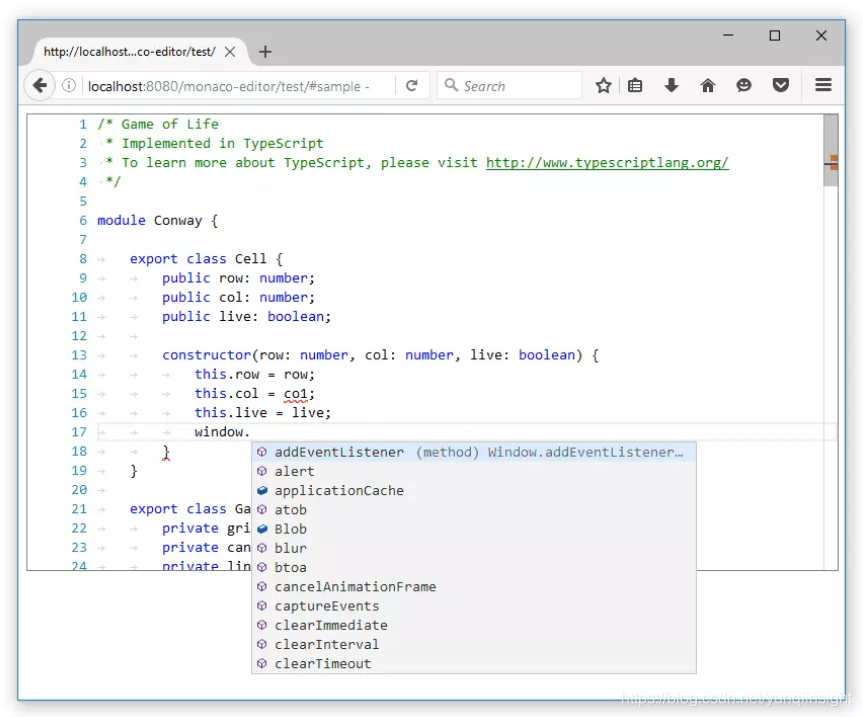 http://localhost...co-editor/test/
localhost:8080/monaco-editor/test/#sample -
Search
1 /* Game of Life
2 * Implemented in TypeScript
3 * To learn more about TypeScript, please visit http://www.typescriptlang.org/
4 */
5
6 module Conway {
7
8 export class Cell {
9 public row: number;
10 public col: number;
11 public live: boolean;
12
13 constructor(row: number, col: number, live: boolean) {
14 this.row = row;
15 this.col = co1;
16 this.live = live;
17 window.
18 }
19 }
20
21 export class Ga
22 private gri
23 private can
24 private lin
addEventListener (method) Window.addEventListener…
alert
applicationCache
atob
Blob
blur
btoa
cancelAnimationFrame
captureEvents
clearImmediate
clearInterval
clearTimeout
https://blog.csdn.net/yunqiinsight